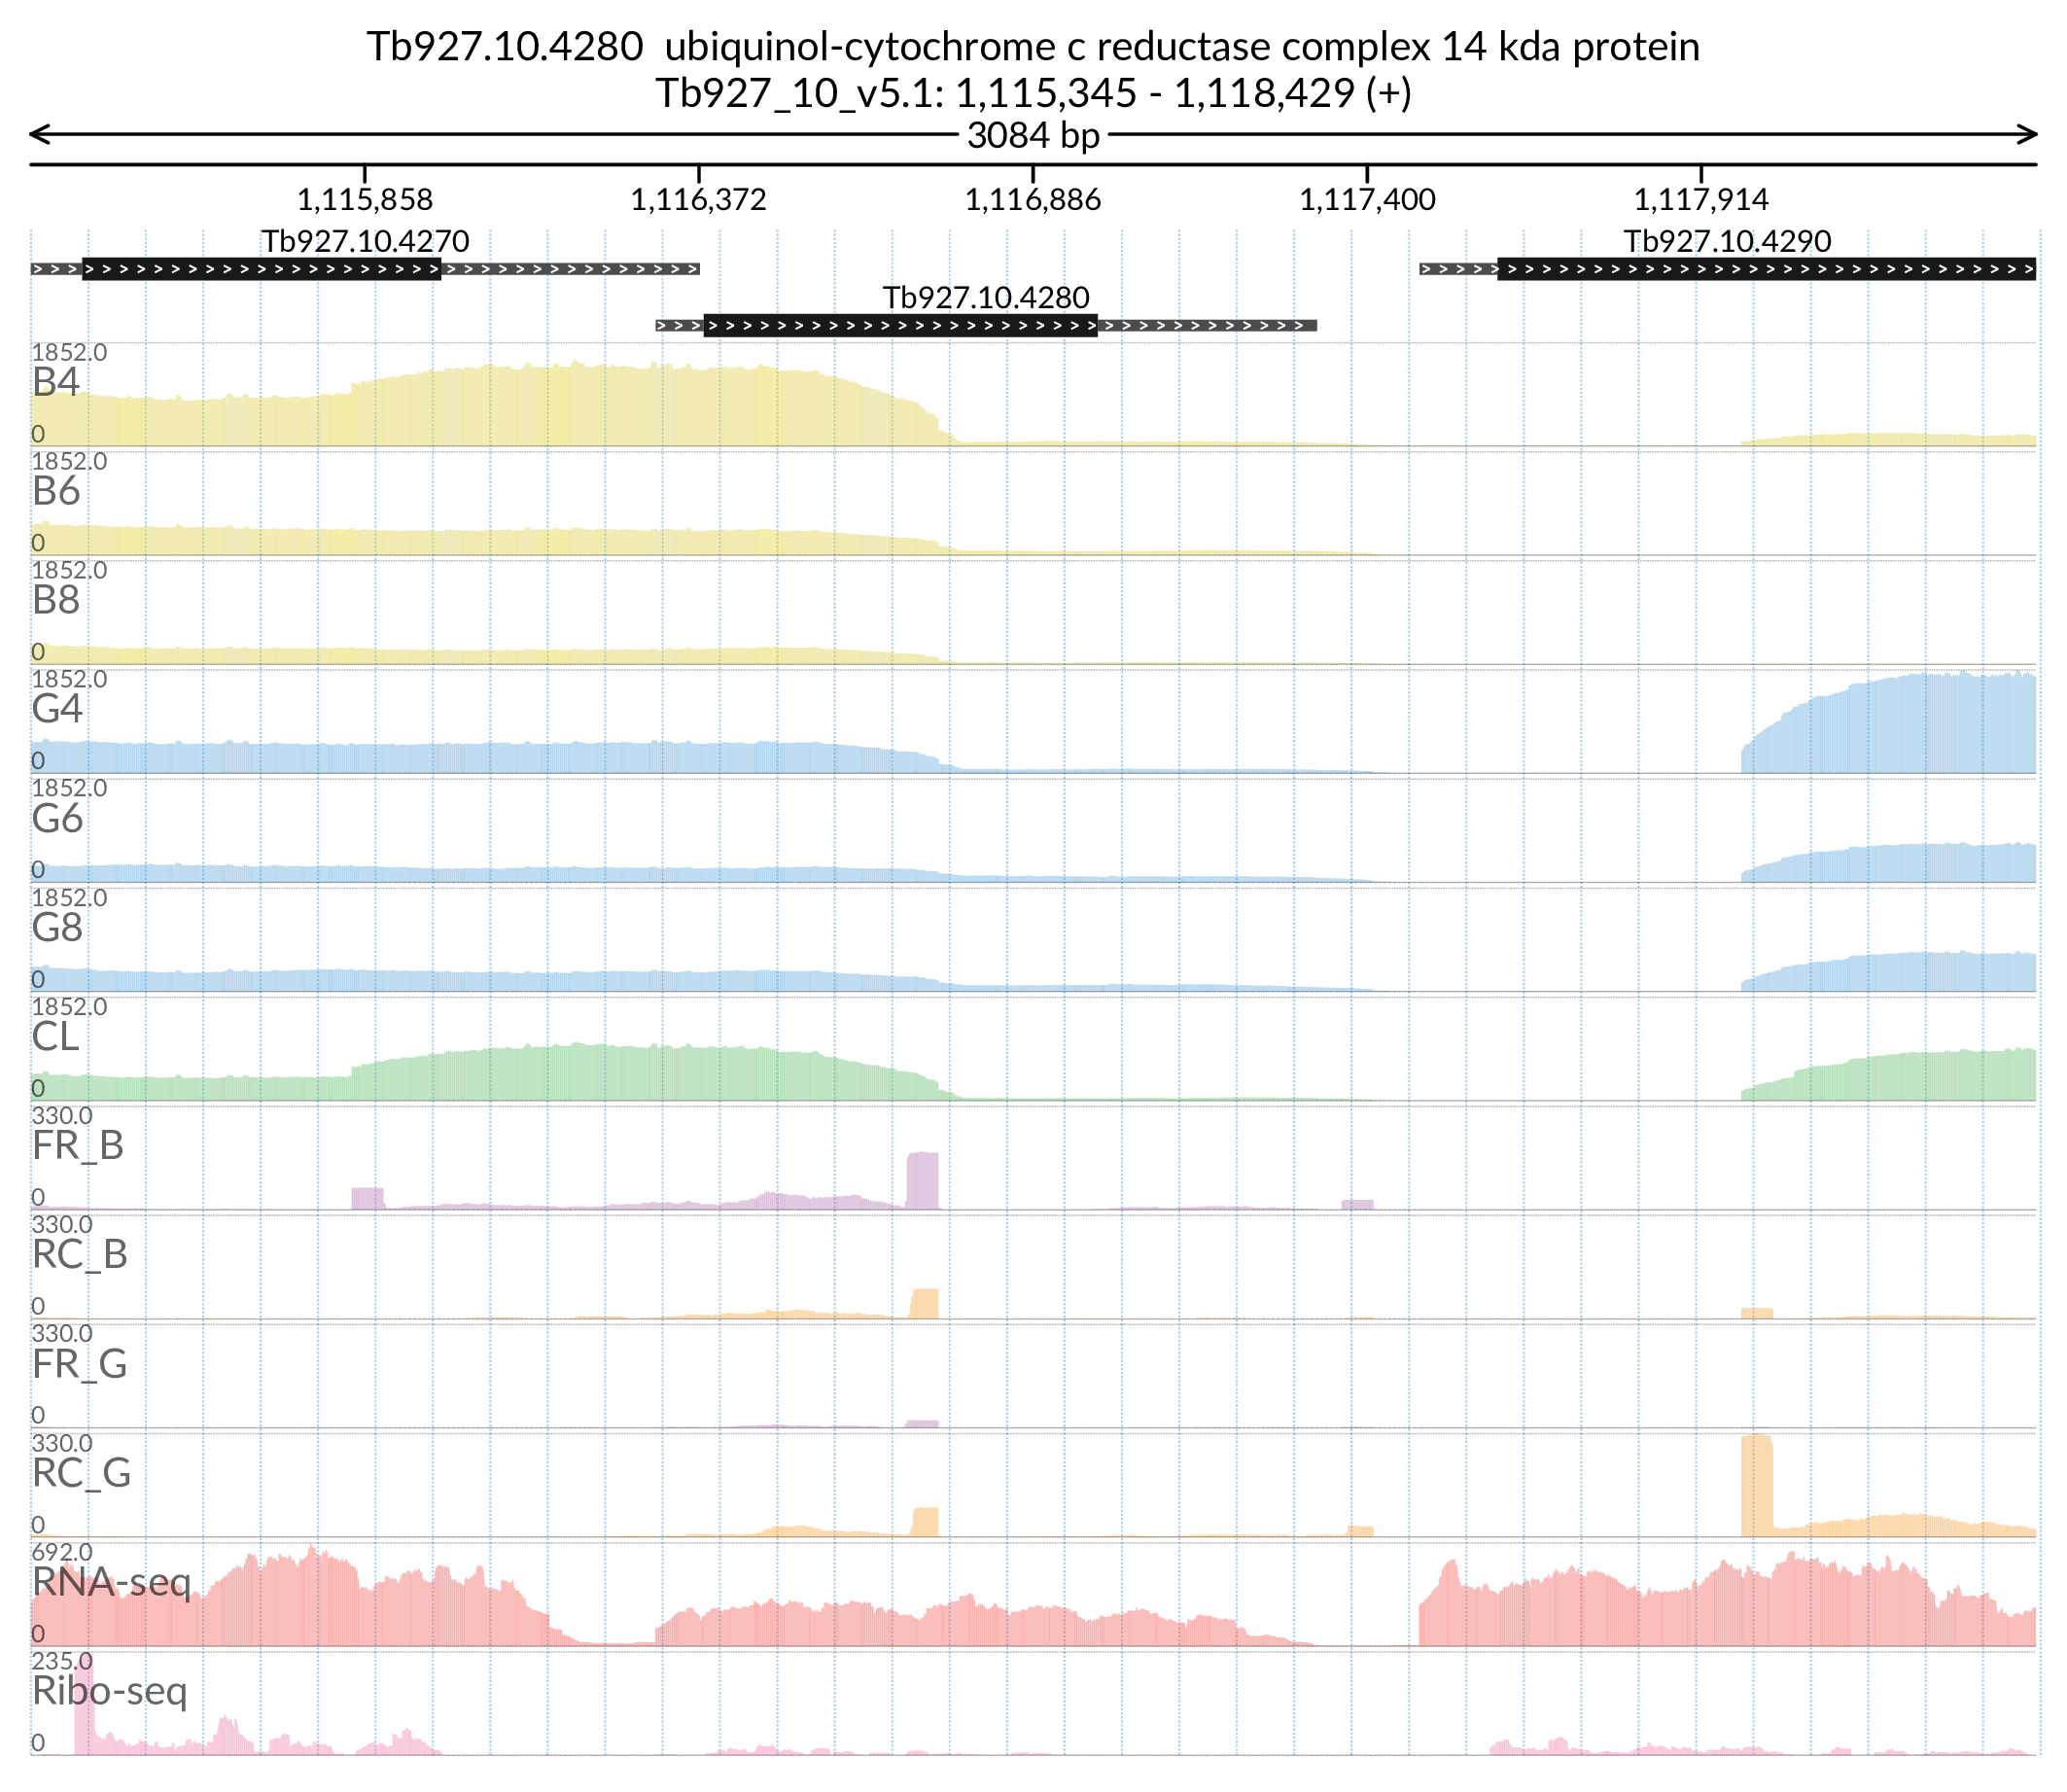 Tb927.10.4280  ubiquinol-cytochrome c reductase complex 14 kda protein
Tb927_10_v5.1: 1,115,345 - 1,118,429 (+)
3084 bp
1,115,858 1,116,372 1,116,886 1,117,400 1,117,914
Tb927.10.4270 Tb927.10.4290
Tb927.10.4280
1852.0
B4
0
1852.0
B6
0
1852.0
B8
0
1852.0
G4
0
1852.0
G6
0
1852.0
G8
0
1852.0
CL
0
330.0
FR_B
0
330.0
RC_B
0
330.0
FR_G
0
330.0
RC_G
0
692.0
RNA-seq
0
235.0
Ribo-seq
0